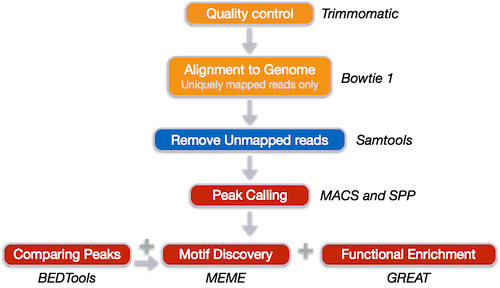 Quality control
Trimmomatic
Alignment to Genome
Uniquely mapped reads only
Bowtie 1
Remove Unmapped reads
Samtools
Peak Calling
MACS and SPP
Comparing Peaks
+
Motif Discovery
+
Functional Enrichment
BEDTools
MEME
GREAT